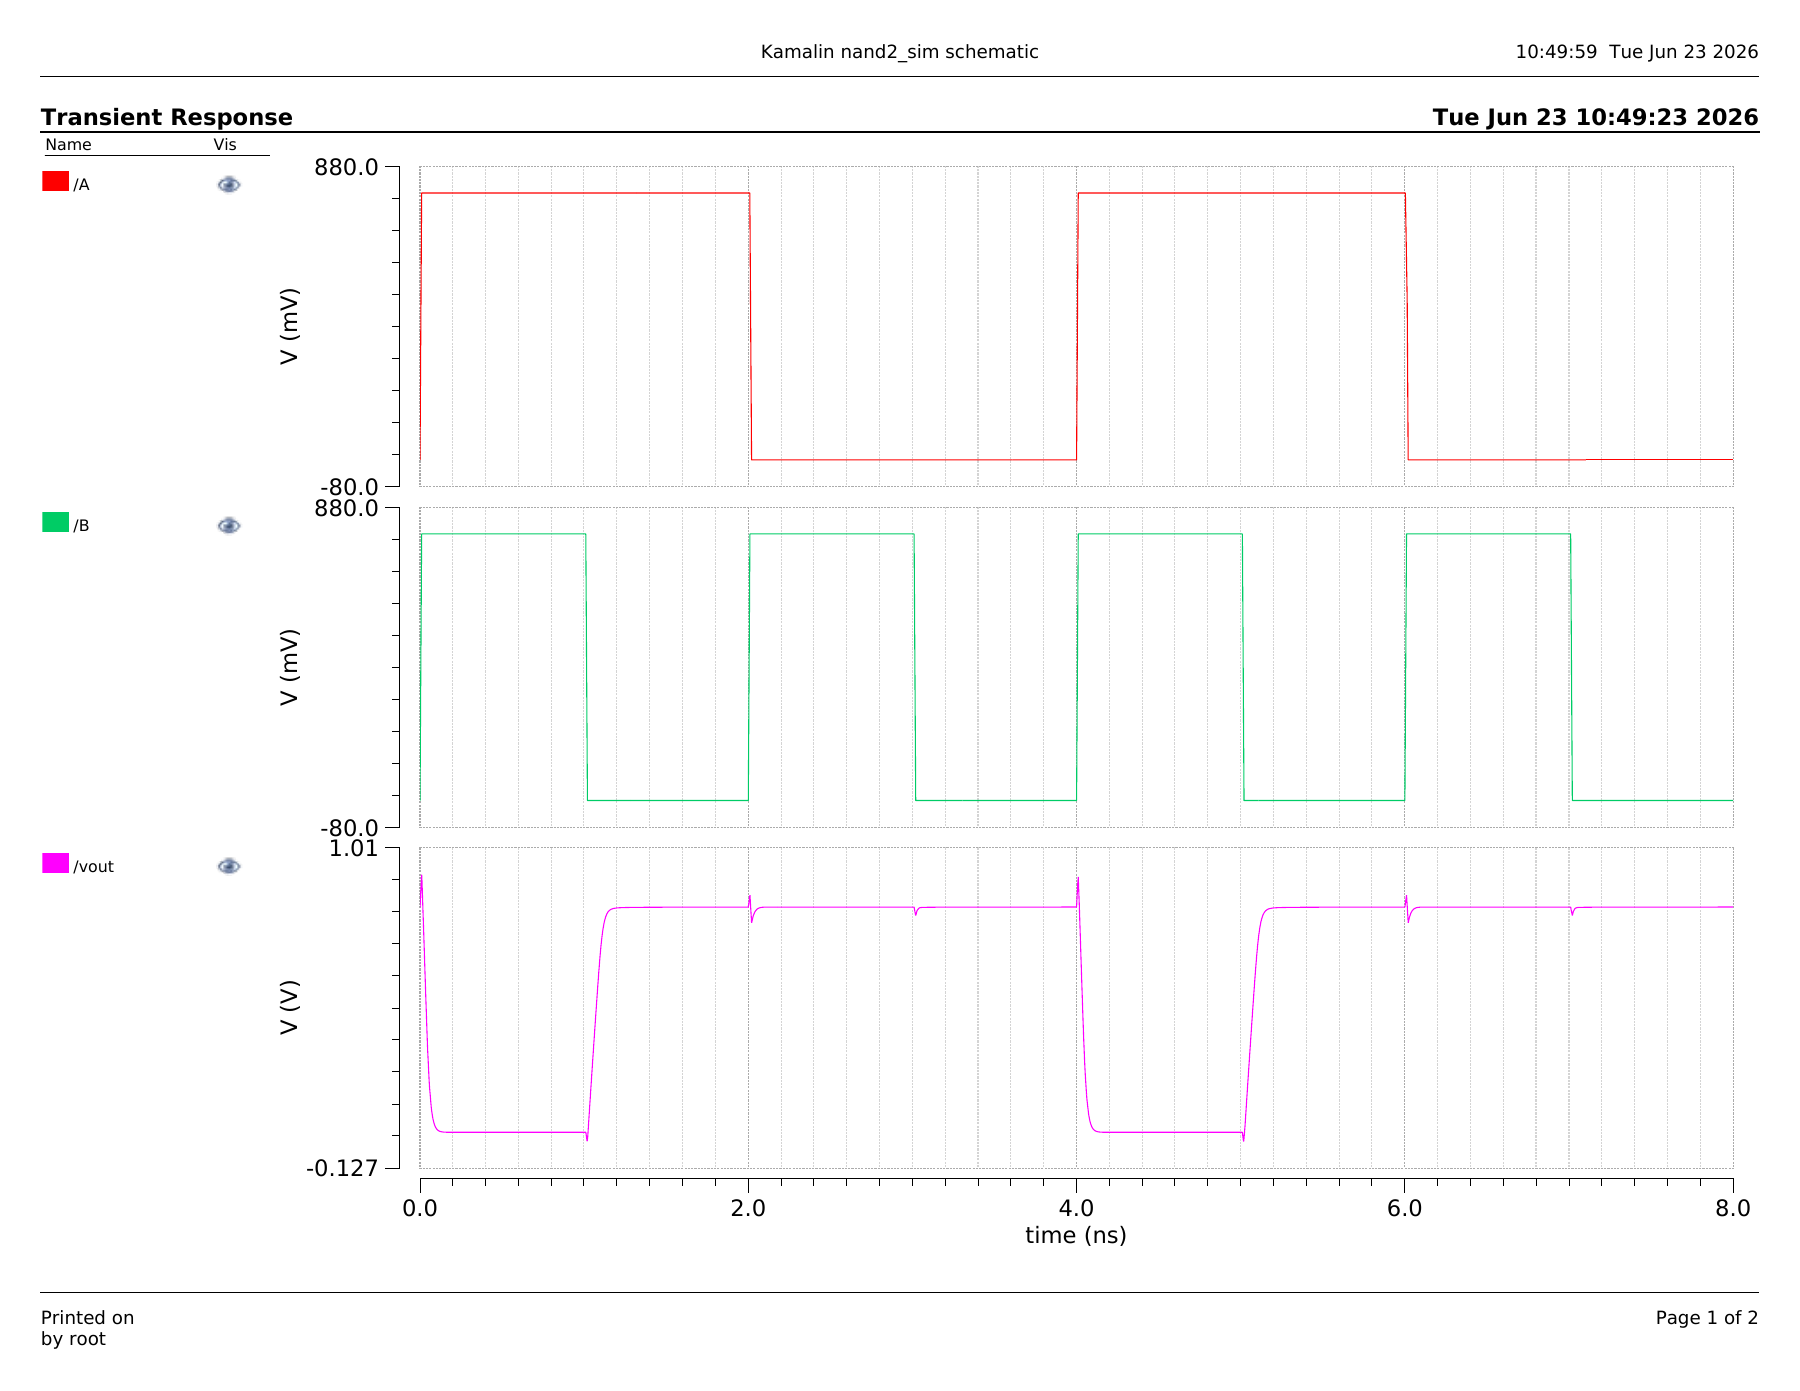 Kamalin nand2_sim schematic
10:49:59 Tue Jun 23 2026
Transient Response
Tue Jun 23 10:49:23 2026
Name Vis
/A
880.0
V (mV)
-80.0
/B
880.0
V (mV)
-80.0
/vout
1.01
V (V)
-0.127
0.0 2.0 4.0 6.0 8.0
time (ns)
Printed on
by root
Page 1 of 2